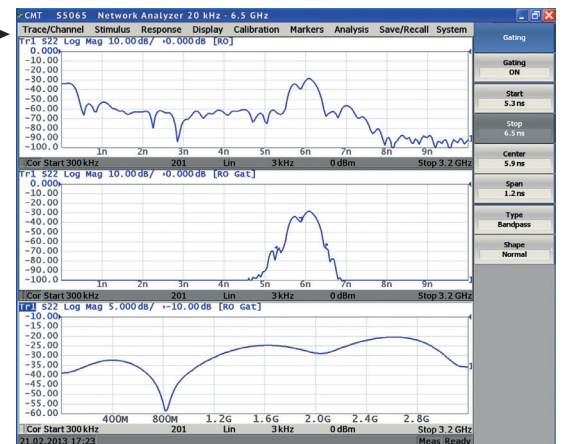 CMT S5065 Network Analyzer 20 kHz - 6.5 GHz
Trace/Channel Stimulus Response Display Calibration Markers Analysis Save/Recall System
Tr1 S22 Log Mag 10.00dB/ ›0.000dB [RO]
0.000
-10.00
-20.00
-30.00
-40.00
-50.00
-60.00
-70.00
-80.00
-90.00
-100.0
1n 2n 3n 4n 5n 6n 7n 8n 9n
Cor Start 300 kHz 201 Lin 3 kHz 0 dBm Stop 3.2 GHz
Tr1 S22 Log Mag 10.00dB/ ›0.000dB [RO Gat]
0.000
-10.00
-20.00
-30.00
-40.00
-50.00
-60.00
-70.00
-80.00
-90.00
-100.0
1n 2n 3n 4n 5n 6n 7n 8n 9n
Cor Start 300 kHz 201 Lin 3 kHz 0 dBm Stop 3.2 GHz
Tr1 S22 Log Mag 5.000dB/ ›-10.00dB [RO Gat]
-10.00
-15.00
-20.00
-25.00
-30.00
-35.00
-40.00
-45.00
-50.00
-55.00
-60.00
400M 800M 1.2G 1.6G 2.0G 2.4G 2.8G
Cor Start 300 kHz 201 Lin 3 kHz 0 dBm Stop 3.2 GHz
21.02.2013 17:23 Meas Ready
Gating
Gating
ON
Start
5.3 ns
Stop
6.5 ns
Center
5.9 ns
Span
1.2 ns
Type
Bandpass
Shape
Normal